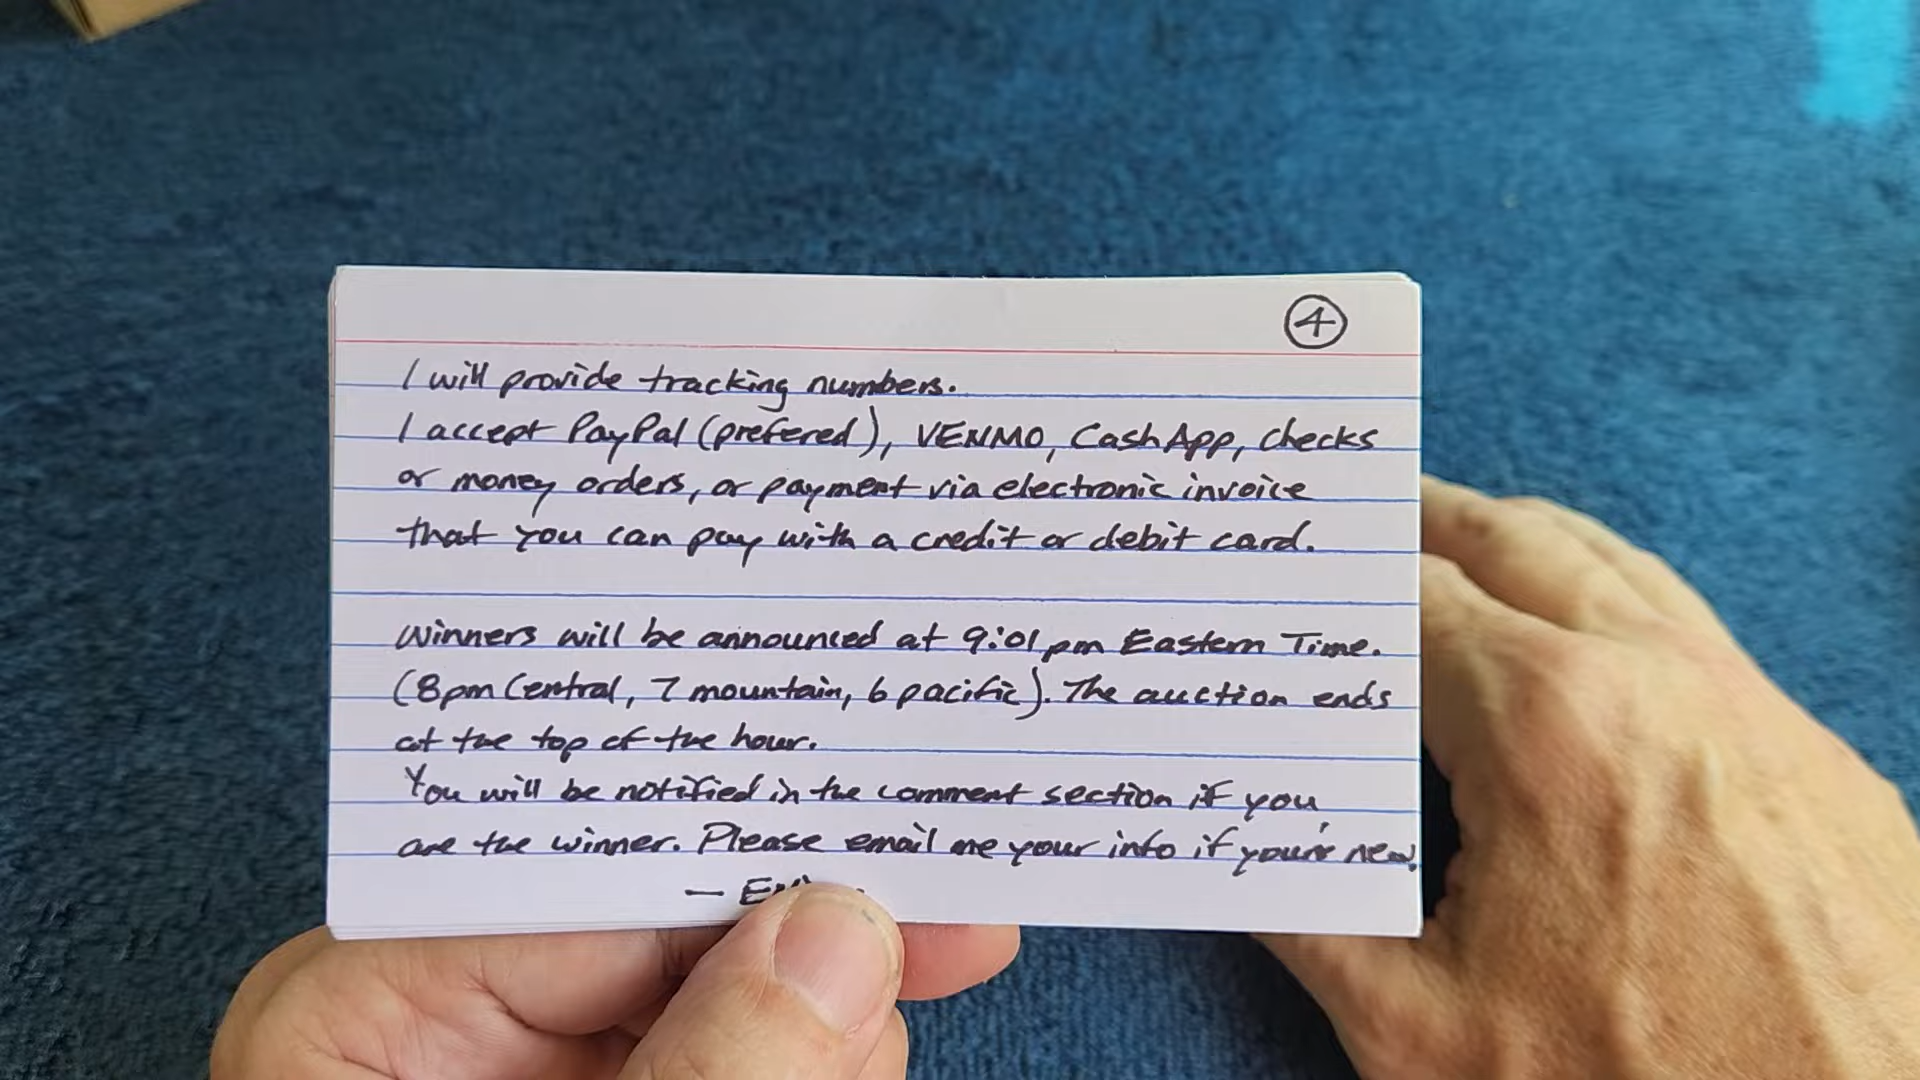 4
I will provide tracking numbers.
I accept PayPal (prefered), VENMO, CashApp, checks
or money orders, or payment via electronic invoice
that you can pay with a credit or debit card.
Winners will be announced at 9:01 pm Eastern Time.
(8pm Central, 7 mountain, 6 pacific). The auction ends
at the top of the hour.
You will be notified in the comment section if you
are the winner. Please email me your info if you're new.
—